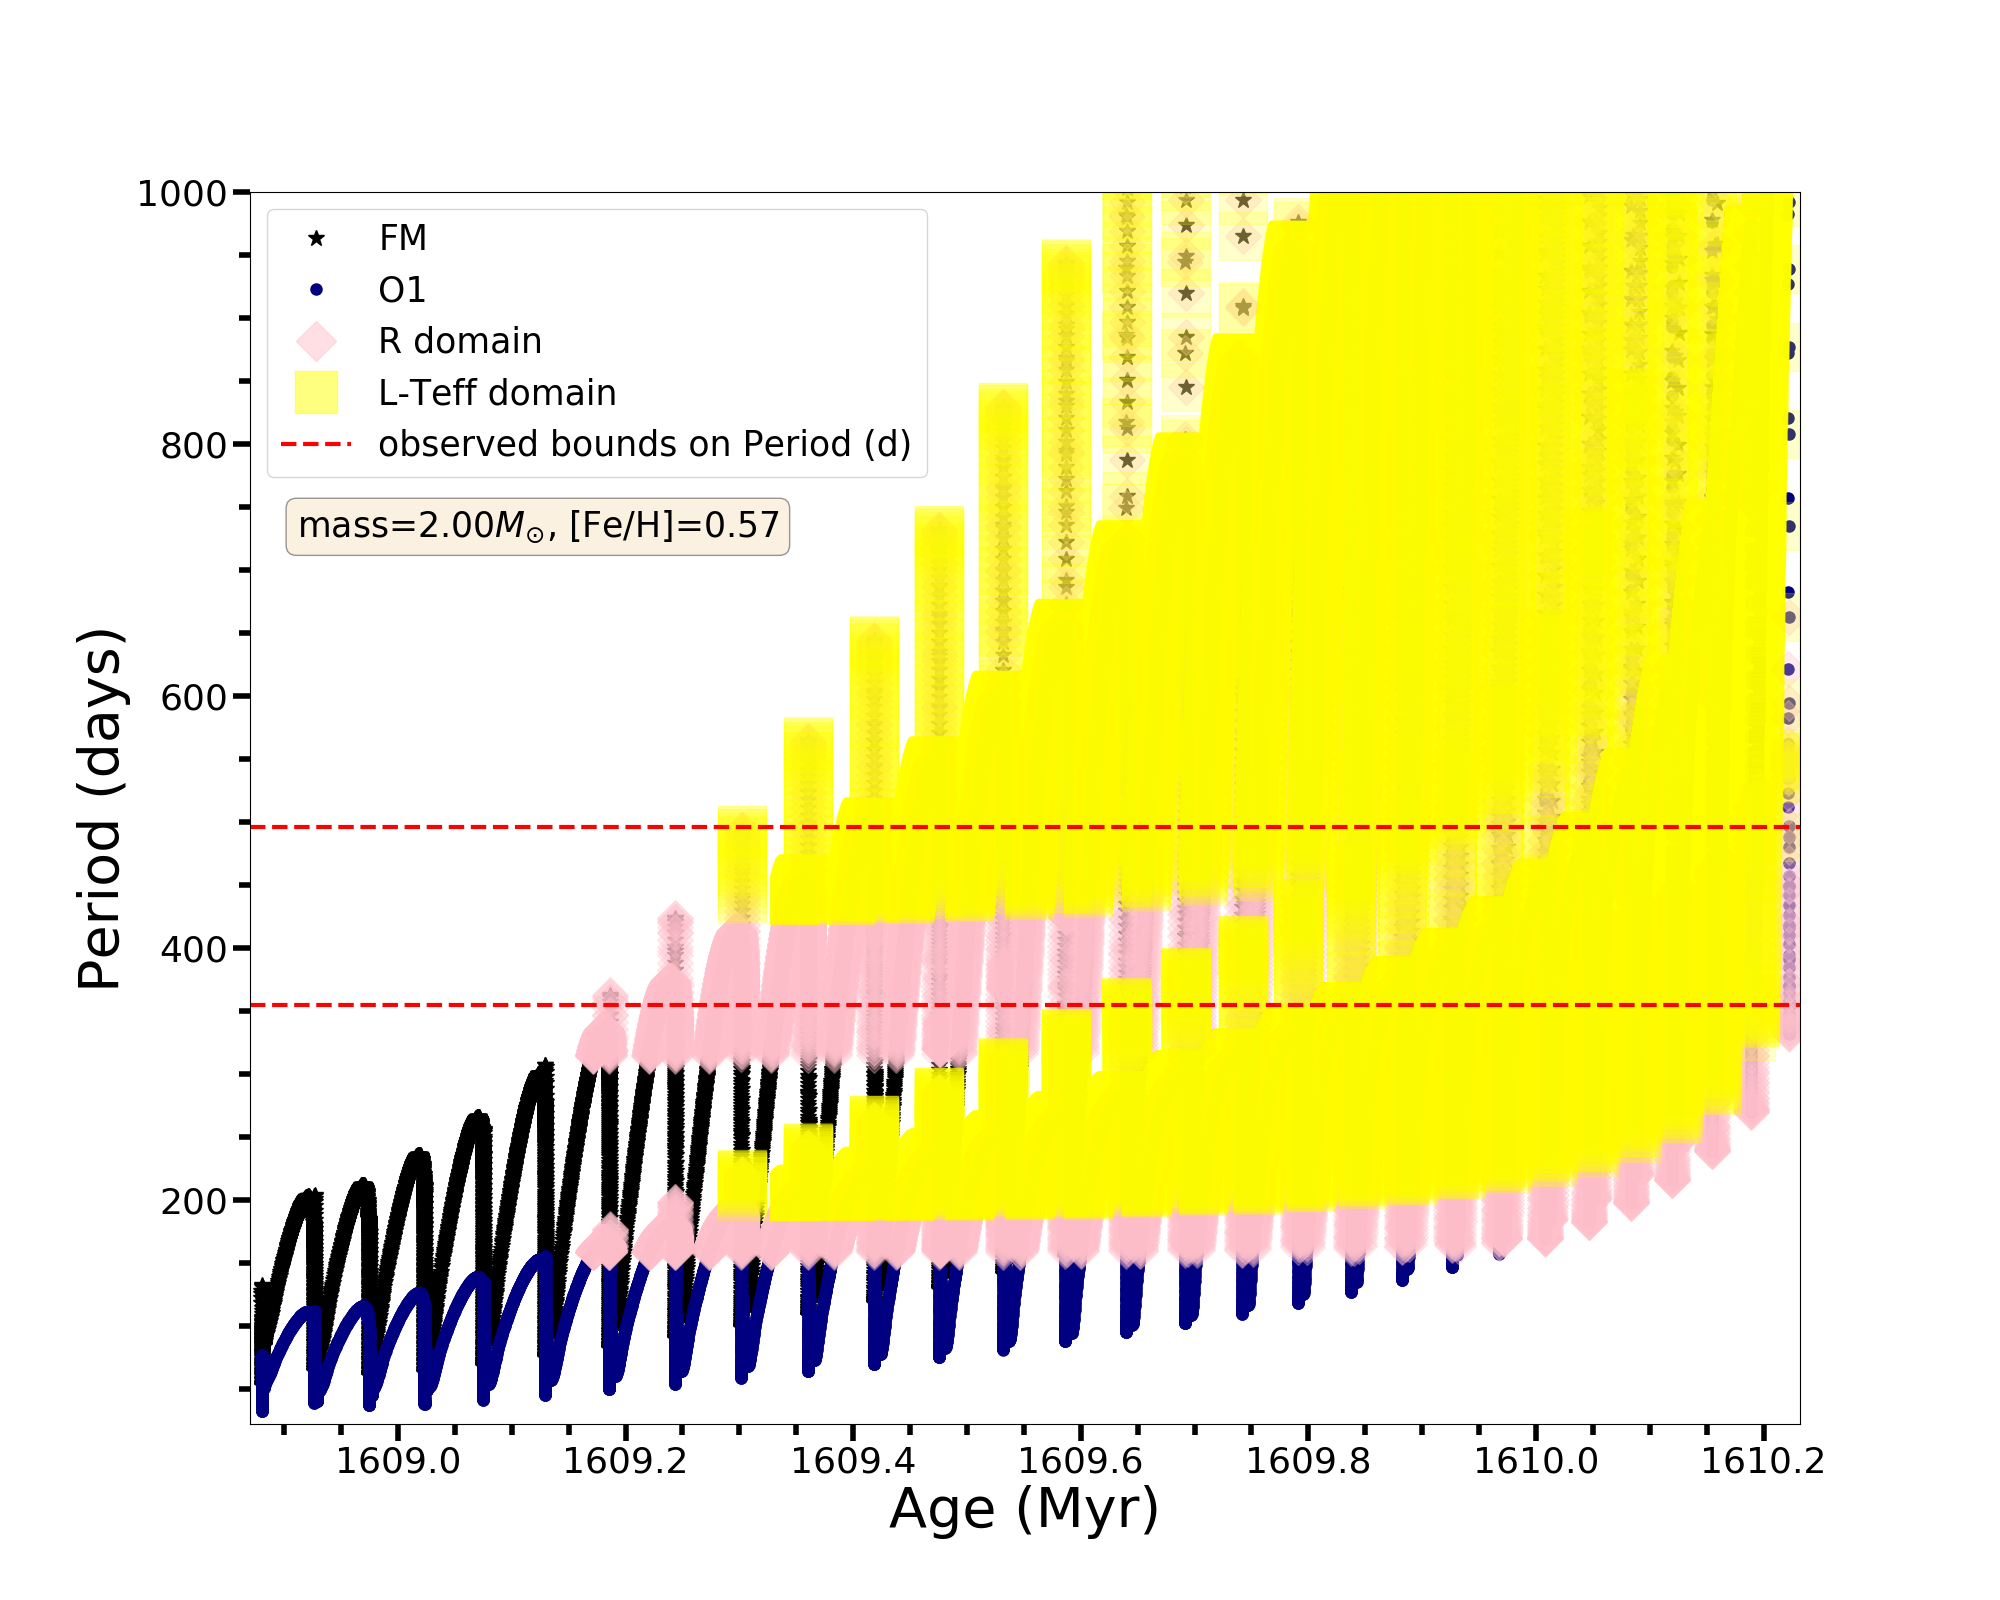 1000
800
600
400
200
Period (days)
FM
O1
R domain
L-Teff domain
observed bounds on Period (d)
mass=2.00M⊙, [Fe/H]=0.57
1609.0 1609.2 1609.4 1609.6 1609.8 1610.0 1610.2
Age (Myr)